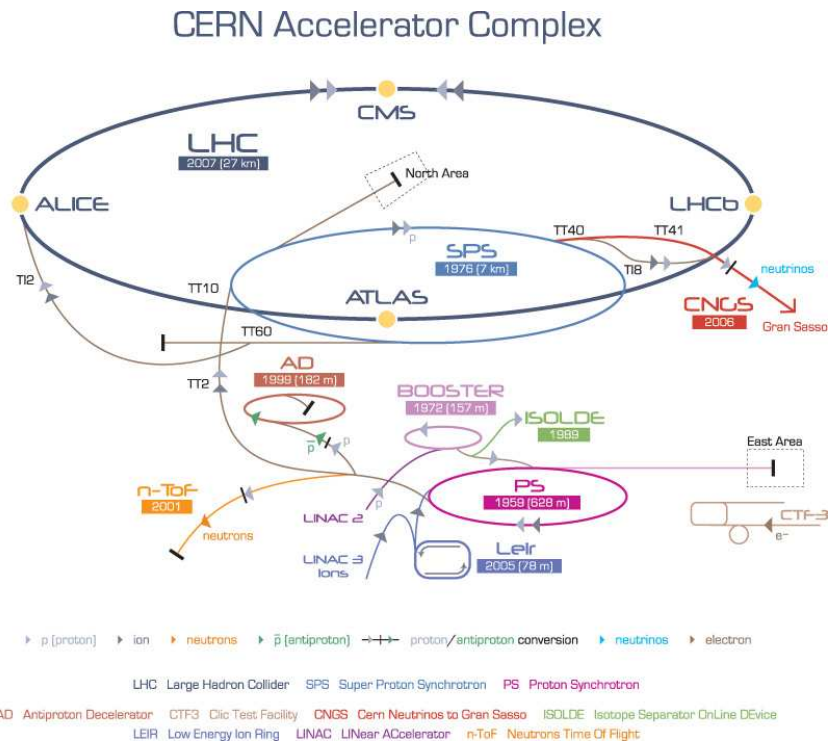 CERN Accelerator Complex
CMS
LHC
2007 (27 km)
North Area
ALICE
LHCb
TT40
TT41
SPS
1976 (7 km)
p
TI8
TI2
TT10
neutrinos
ATLAS
CNGS
2006
Gran Sasso
TT60
AD
1999 (182 m)
TT2
BOOSTER
1972 (157 m)
ISOLDE
1989
p̅
p
East Area
n-ToF
2001
PS
1959 (628 m)
p
LINAC 2
CTF-3
e-
neutrons
LINAC 3
Ions
LeIr
2005 (78 m)
p (proton) ion neutrons p̅ (antiproton) proton/antiproton conversion neutrinos electron
LHC Large Hadron Collider SPS Super Proton Synchrotron PS Proton Synchrotron
AD Antiproton Decelerator CTF3 Clic Test Facility CNGS Cern Neutrinos to Gran Sasso ISOLDE Isotope Separator OnLine DEvice
LEIR Low Energy Ion Ring LINAC LINear ACcelerator n-ToF Neutrons Time Of Flight